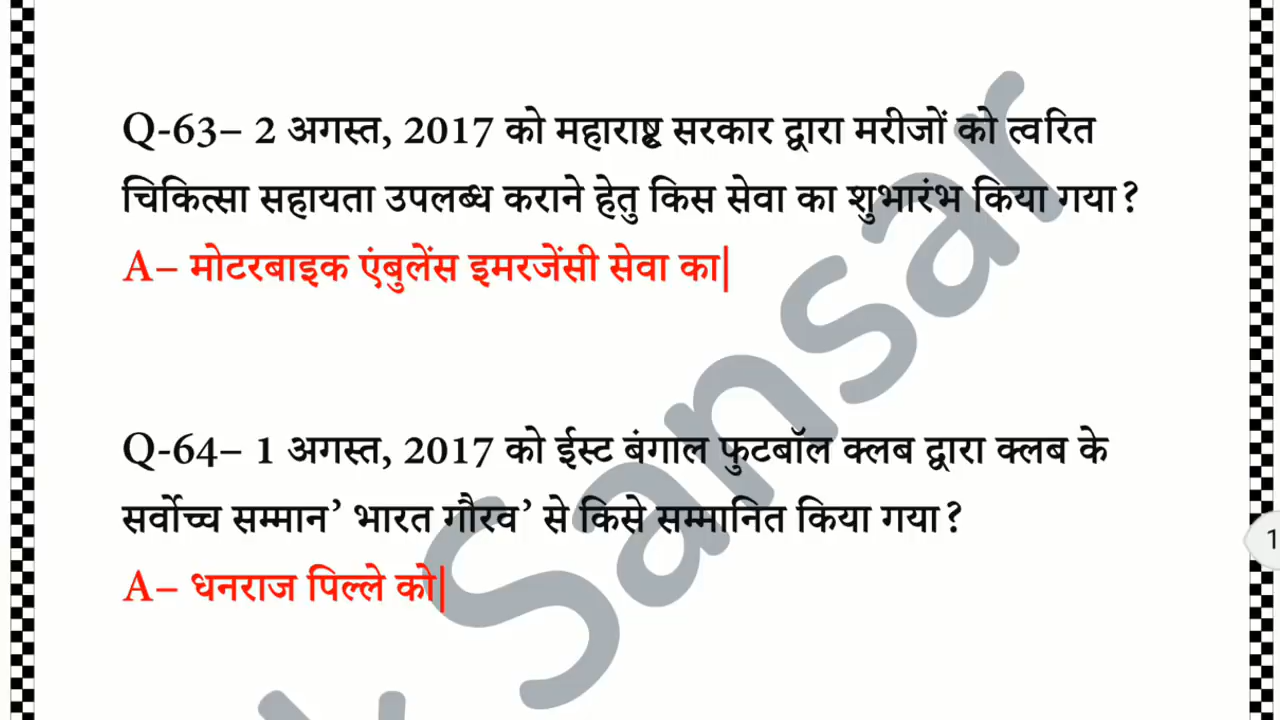 Q-63– 2 अगस्त, 2017 को महाराष्ट्र सरकार द्वारा मरीजों को त्वरित
चिकित्सा सहायता उपलब्ध कराने हेतु किस सेवा का शुभारंभ किया गया?
A– मोटरबाइक एंबुलेंस इमरजेंसी सेवा का|
Q-64– 1 अगस्त, 2017 को ईस्ट बंगाल फुटबॉल क्लब द्वारा क्लब के
सर्वोच्च सम्मान’ भारत गौरव’ से किसे सम्मानित किया गया?
A– धनराज पिल्ले को|
Sansar
1